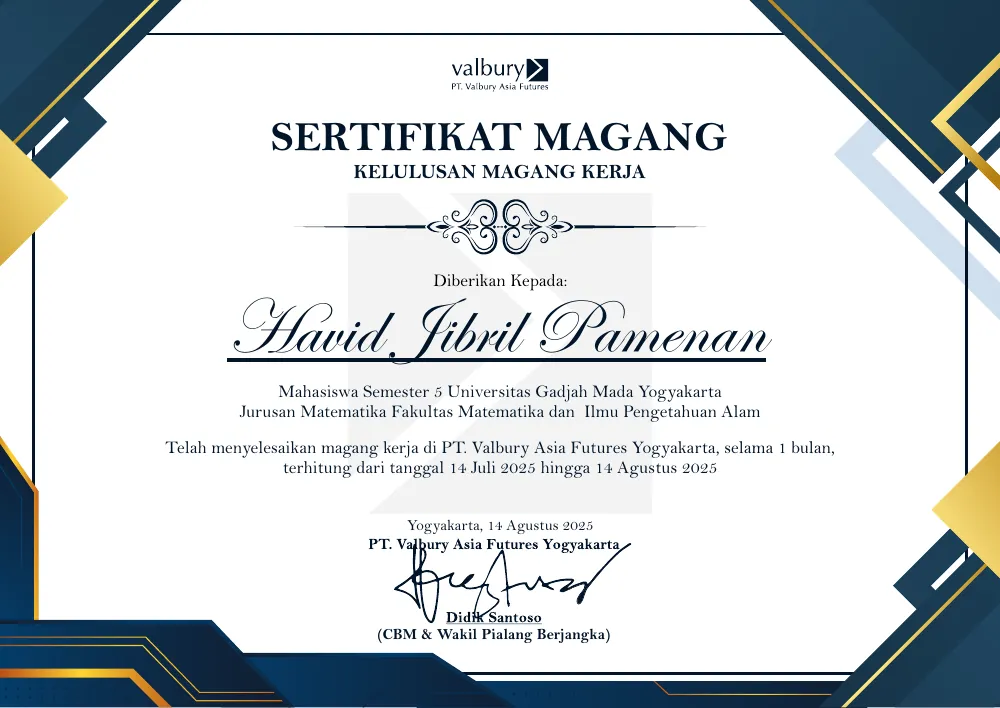 valbury
PT. Valbury Asia Futures
SERTIFIKAT MAGANG
KELULUSAN MAGANG KERJA
Diberikan Kepada:
Havid Jibril Pamenan
Mahasiswa Semester 5 Universitas Gadjah Mada Yogyakarta
Jurusan Matematika Fakultas Matematika dan Ilmu Pengetahuan Alam
Telah menyelesaikan magang kerja di PT. Valbury Asia Futures Yogyakarta, selama 1 bulan,
terhitung dari tanggal 14 Juli 2025 hingga 14 Agustus 2025
Yogyakarta, 14 Agustus 2025
PT. Valbury Asia Futures Yogyakarta
Didik Santoso
(CBM & Wakil Pialang Berjangka)